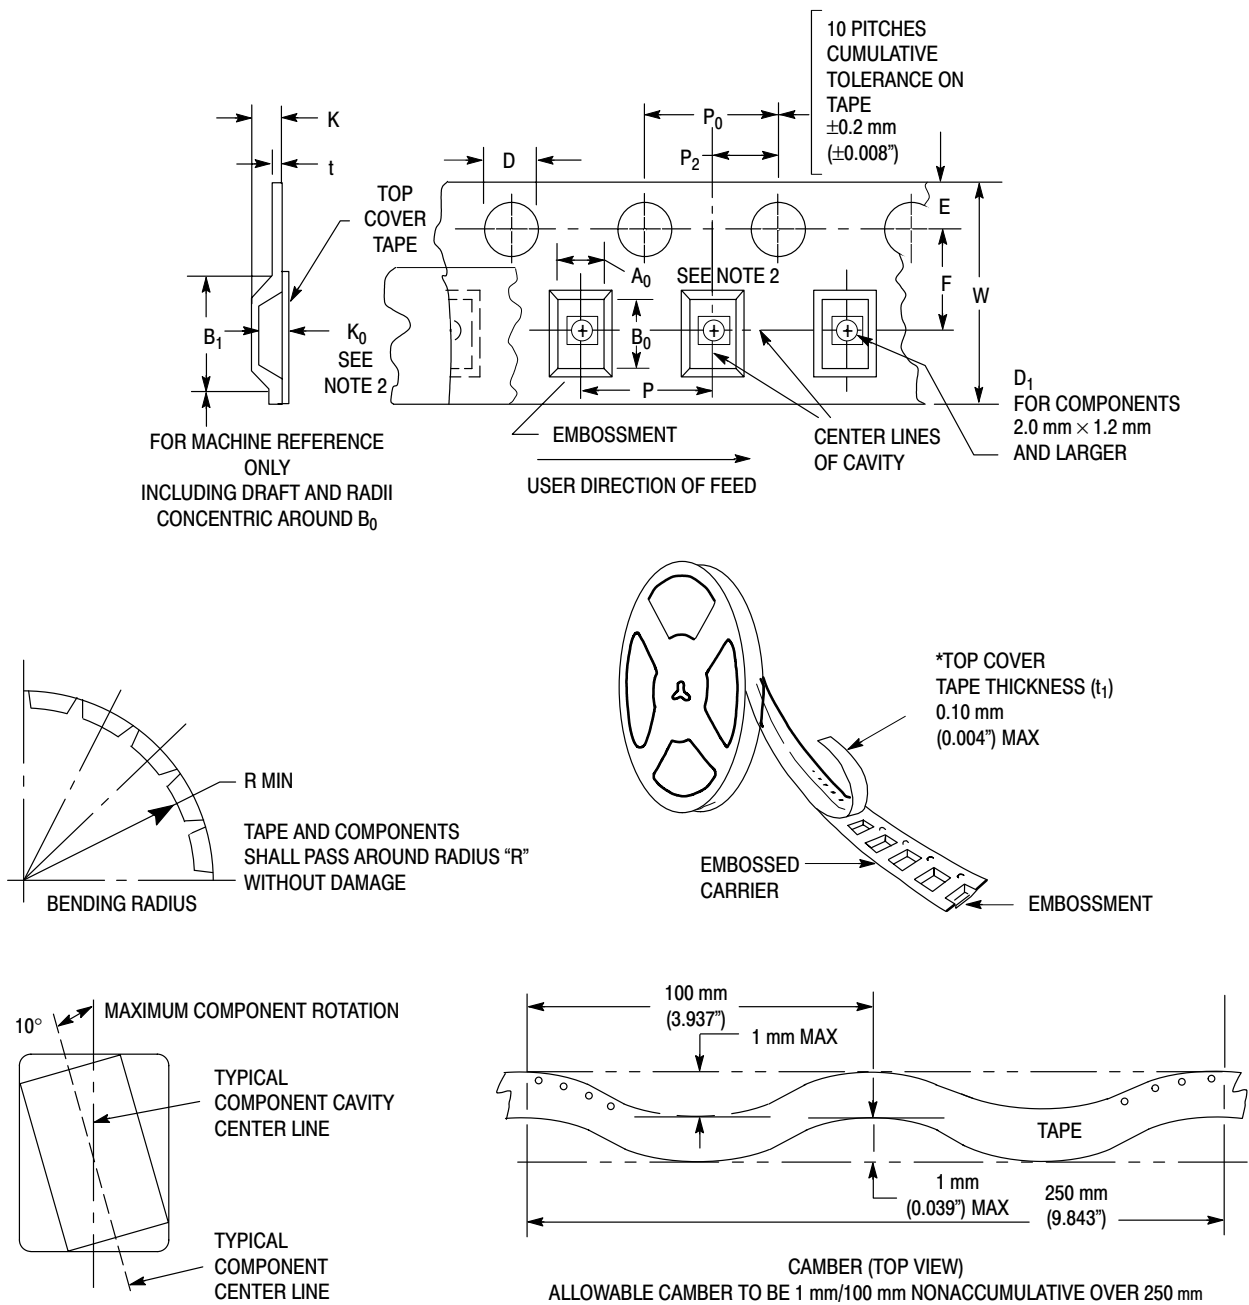 10 PITCHES
CUMULATIVE
TOLERANCE ON
TAPE
±0.2 mm
(±0.008”)
K
t
TOP
COVER
TAPE
D
P0
P2
E
A0
SEE NOTE 2
F
W
B1
K0
SEE
NOTE 2
B0
P
D1
FOR COMPONENTS
2.0 mm × 1.2 mm
AND LARGER
EMBOSSMENT
CENTER LINES
OF CAVITY
USER DIRECTION OF FEED
FOR MACHINE REFERENCE
ONLY
INCLUDING DRAFT AND RADII
CONCENTRIC AROUND B0
R MIN
TAPE AND COMPONENTS
SHALL PASS AROUND RADIUS “R”
WITHOUT DAMAGE
BENDING RADIUS
*TOP COVER
TAPE THICKNESS (t1)
0.10 mm
(0.004”) MAX
EMBOSSED
CARRIER
EMBOSSMENT
10°
MAXIMUM COMPONENT ROTATION
TYPICAL
COMPONENT CAVITY
CENTER LINE
TYPICAL
COMPONENT
CENTER LINE
100 mm
(3.937”)
1 mm MAX
TAPE
1 mm
(0.039”) MAX
250 mm
(9.843”)
CAMBER (TOP VIEW)
ALLOWABLE CAMBER TO BE 1 mm/100 mm NONACCUMULATIVE OVER 250 mm